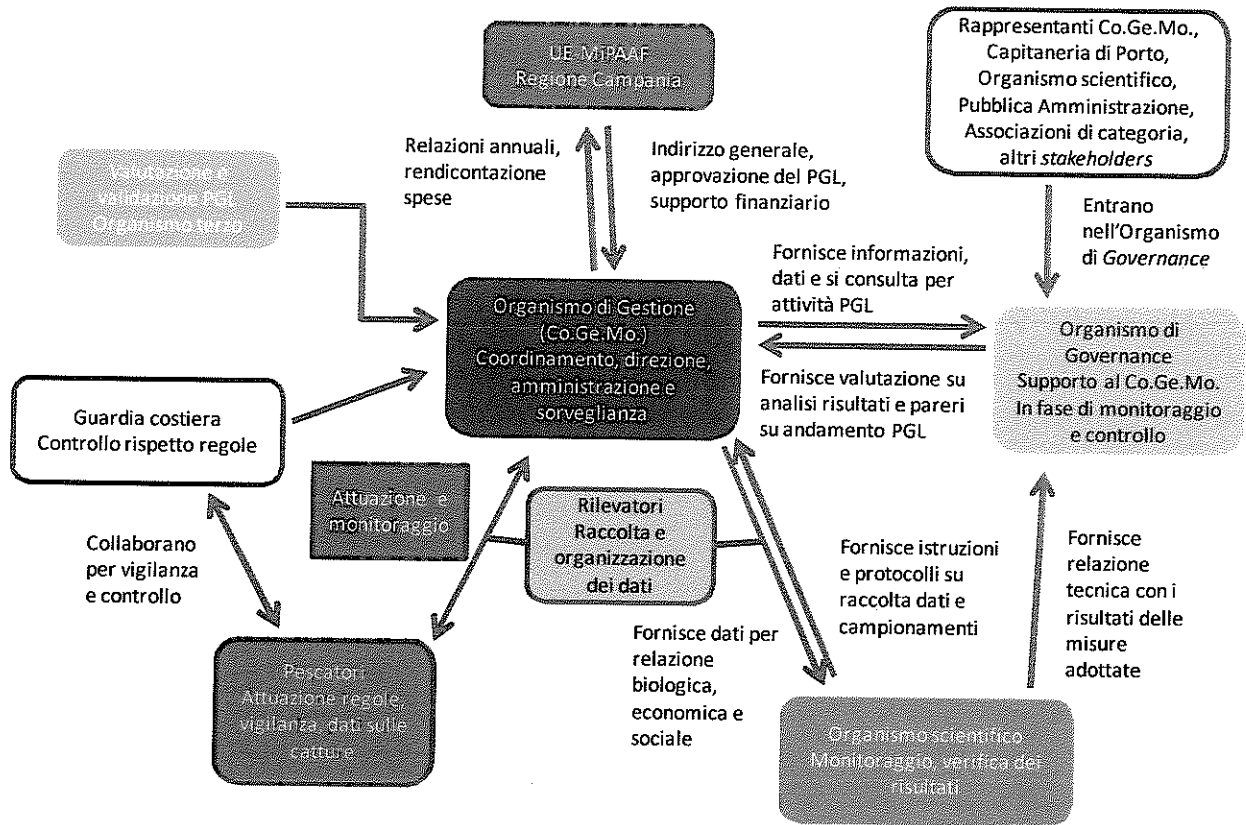 UE-MiPAAF
Regione Campania
Rappresentanti Co.Ge.Mo.,
Capitaneria di Porto,
Organismo scientifico,
Pubblica Amministrazione,
Associazioni di categoria,
altri stakeholders
Relazioni annuali,
rendicontazione
spese
Indirizzo generale,
approvazione del PGL,
supporto finanziario
Valutazione e
validazione PGL
Organismo terzo
Entrano
nell'Organismo
di Governance
Fornisce informazioni,
dati e si consulta per
attività PGL
Organismo di Gestione
(Co.Ge.Mo.)
Coordinamento, direzione,
amministrazione e
sorveglianza
Organismo di
Governance
Supporto al Co.Ge.Mo.
In fase di monitoraggio
e controllo
Fornisce valutazione su
analisi risultati e pareri
su andamento PGL
Guardia costiera
Controllo rispetto regole
Attuazione e
monitoraggio
Rilevatori
Raccolta e
organizzazione
dei dati
Collaborano
per vigilanza
e controllo
Fornisce istruzioni
e protocolli su
raccolta dati e
campionamenti
Fornisce
relazione
tecnica con i
risultati delle
misure
adottate
Fornisce dati per
relazione
biologica,
economica e
sociale
Pescatori
Attuazione regole,
vigilanza, dati sulle
catture
Organismo scientifico
Monitoraggio, verifica dei
risultati